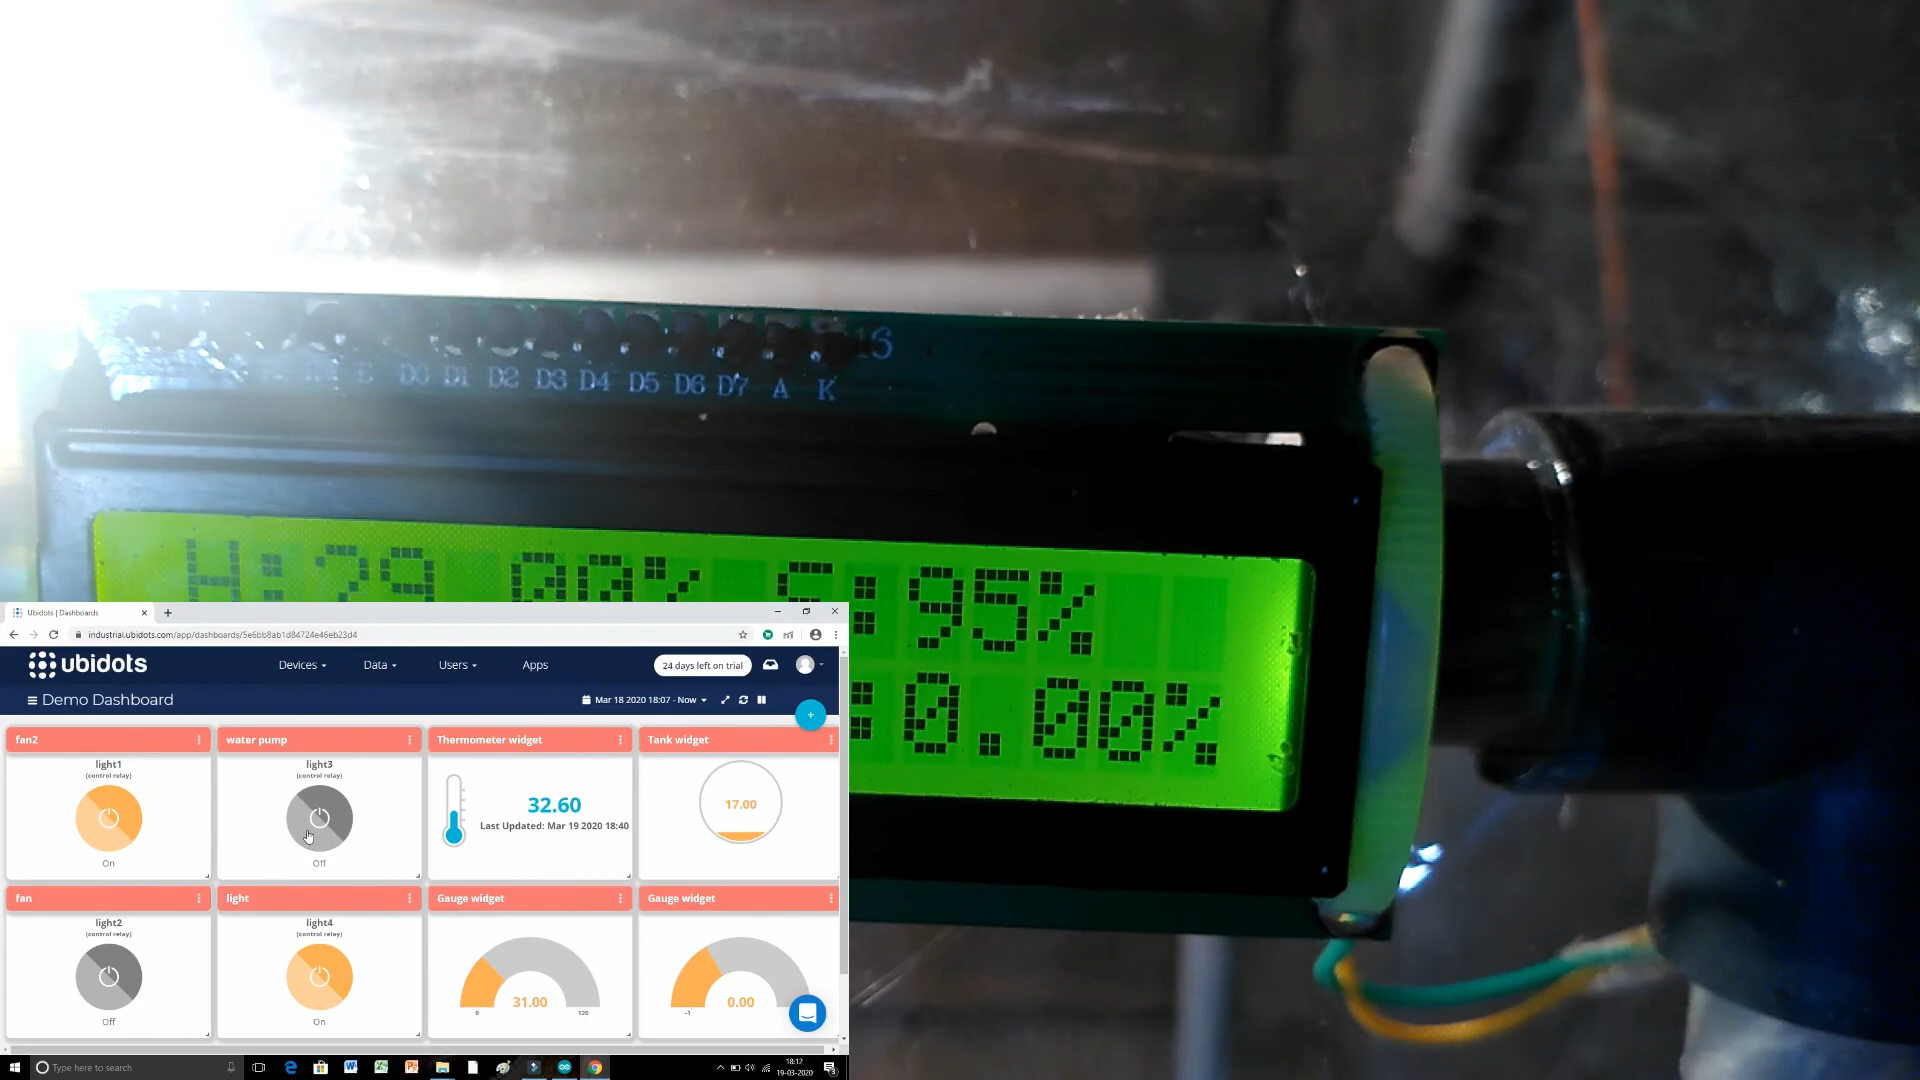 16
D0 D1 D2 D3 D4 D5 D6 D7 A K
H:29 00% S:95%
:0.00%
Ubidots | Dashboards
industrial.ubidots.com/app/dashboards/5e6bb8ab1d84724e46eb23d4
ubidots
Devices
Data
Users
Apps
24 days left on trial
Demo Dashboard
Mar 18 2020 18:07 - Now
+
fan2
light1
(control relay)
On
water pump
light3
(control relay)
Off
Thermometer widget
32.60
Last Updated: Mar 19 2020 18:40
Tank widget
17.00
fan
light2
(control relay)
Off
light
light4
(control relay)
On
Gauge widget
31.00
0
120
Gauge widget
0.00
-1
Type here to search
18:12
19-03-2020